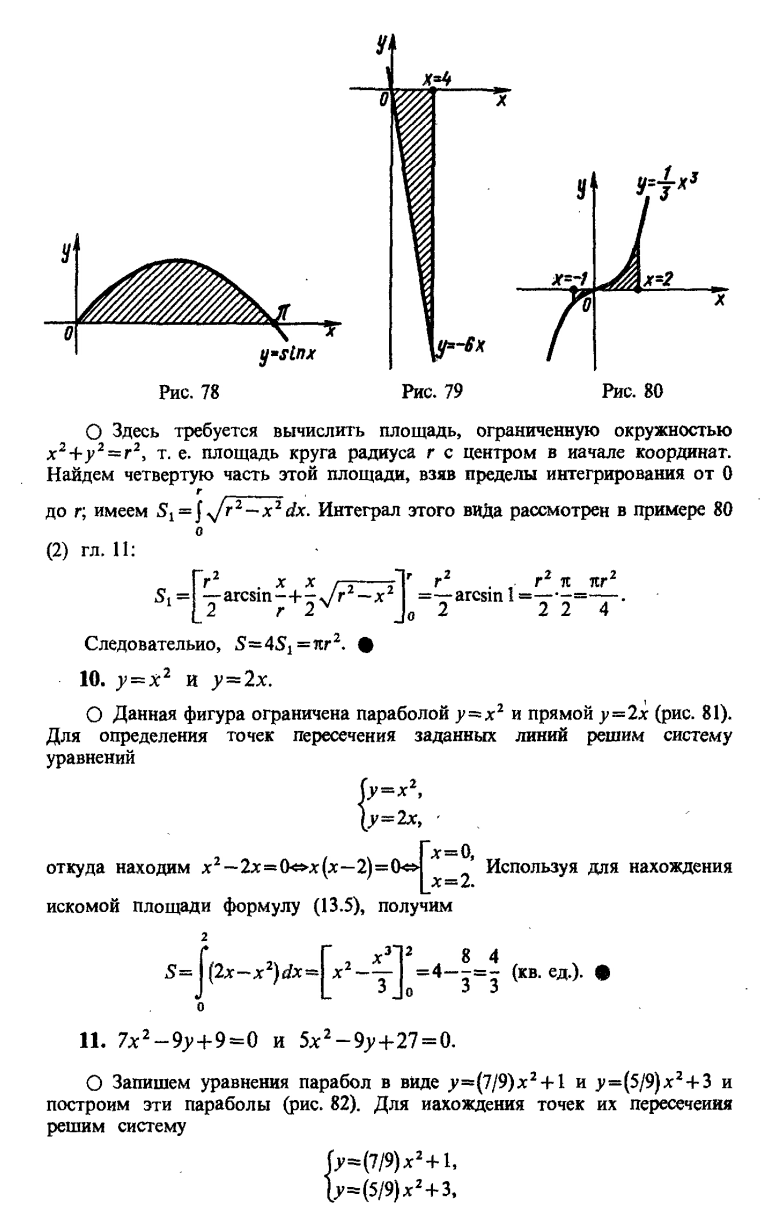 y
x=4
0
x
y
y=1/3 x³
x=-1
x=2
0
x
y
π
0
x
y=sinx
y=-6x
Рис. 78
Рис. 79
Рис. 80
○ Здесь требуется вычислить площадь, ограниченную окружностью
x²+y²=r², т. е. площадь круга радиуса r с центром в иачале координат.
Найдем четвертую часть этой площади, взяв пределы интегрирования от 0
до r; имеем S₁=∫₀ʳ√(r²−x²)dx. Интеграл этого вида рассмотрен в примере 80
(2) гл. 11:
S₁=[r²/2 arcsin x/r + x/2 √(r²−x²)]₀ʳ = r²/2 arcsin 1 = r²/2 · π/2 = πr²/4.
Следовательио, S=4S₁=πr². ●
10. y=x² и y=2x.
○ Данная фигура ограничена параболой y=x² и прямой y=2x (рис. 81).
Для определения точек пересечения заданных линий решим систему
уравнений
{y=x²,
{y=2x,
откуда находим x²−2x=0⇔x(x−2)=0⇔[x=0, x=2. Используя для нахождения
искомой площади формулу (13.5), получим
S=∫₀²(2x−x²)dx=[x²−x³/3]₀²=4−8/3=4/3 (кв. ед.). ●
11. 7x²−9y+9=0 и 5x²−9y+27=0.
○ Запишем уравнения парабол в виде y=(7/9)x²+1 и y=(5/9)x²+3 и
построим эти параболы (рис. 82). Для иахождения точек их пересечеиия
решим систему
{y=(7/9)x²+1,
{y=(5/9)x²+3,